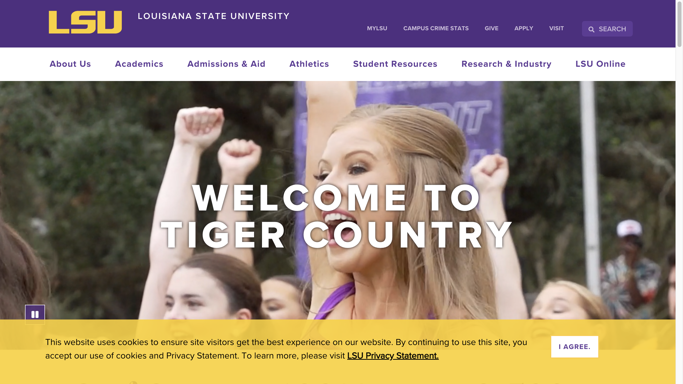 LSU
LOUISIANA STATE UNIVERSITY
MYLSU CAMPUS CRIME STATS GIVE APPLY VISIT SEARCH
About Us Academics Admissions & Aid Athletics Student Resources Research & Industry LSU Online
WELCOME TO
TIGER COUNTRY
This website uses cookies to ensure site visitors get the best experience on our website. By continuing to use this site, you
accept our use of cookies and Privacy Statement. To learn more, please visit LSU Privacy Statement.
I AGREE.